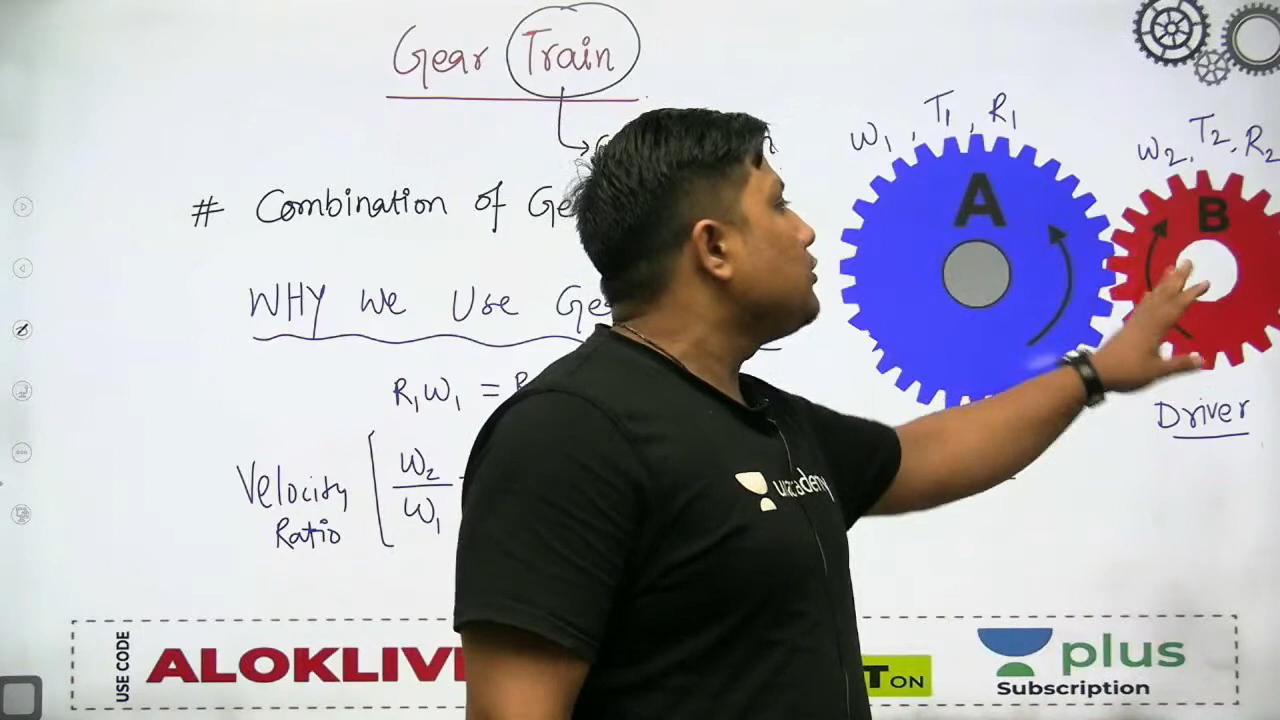 Gear Train
# Combination of Ge
WHY We Use Gea
R1W1 = R
Velocity Ratio [ W2 / W1
W1, T1, R1
W2, T2, R2
A
B
Driver
unacademy
USE CODE
ALOKLIVE
T ON
plus
Subscription